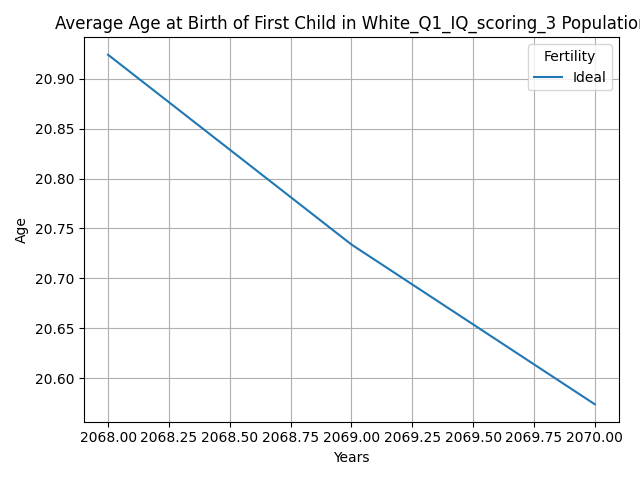 Average Age at Birth of First Child in White_Q1_IQ_scoring_3 Population
Fertility
Ideal
20.90
20.85
20.80
20.75
20.70
20.65
20.60
Age
2068.00 2068.25 2068.50 2068.75 2069.00 2069.25 2069.50 2069.75 2070.00
Years